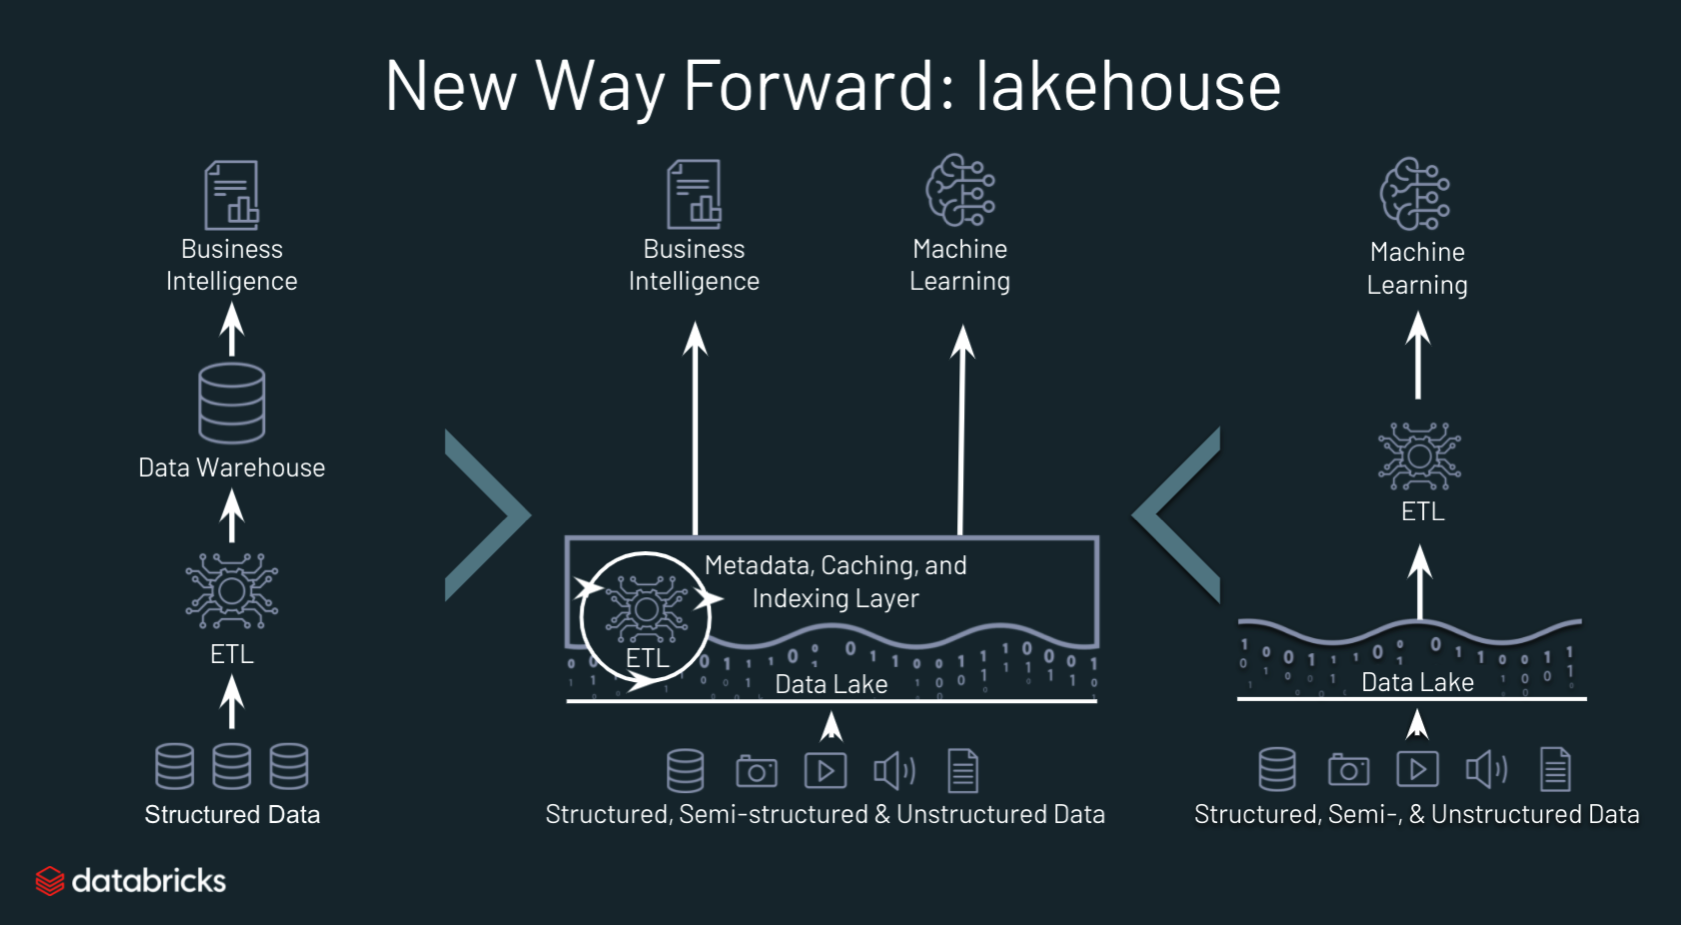 New Way Forward: lakehouse
Business
Intelligence
Data Warehouse
ETL
Structured Data
Business
Intelligence
Machine
Learning
Metadata, Caching, and
Indexing Layer
ETL
Data Lake
Structured, Semi-structured & Unstructured Data
Machine
Learning
ETL
Data Lake
Structured, Semi-, & Unstructured Data
databricks